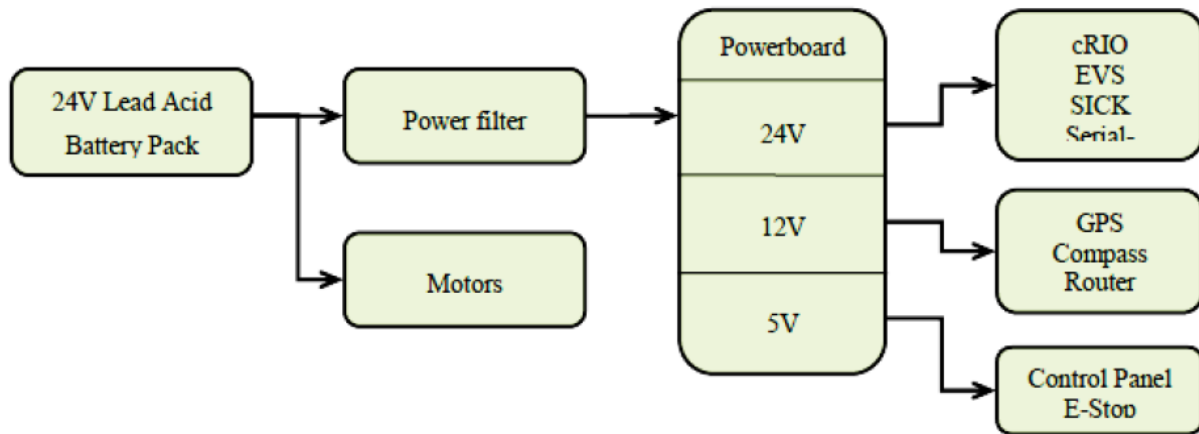 24V Lead Acid
Battery Pack
Power filter
Motors
Powerboard
24V
12V
5V
cRIO
EVS
SICK
Serial-
GPS
Compass
Router
Control Panel
E-Stop